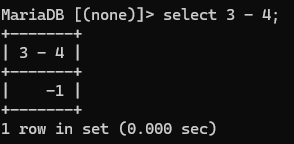 MariaDB [(none)]> select 3 - 4;
+-------+
| 3 - 4 |
+-------+
|    -1 |
+-------+
1 row in set (0.000 sec)